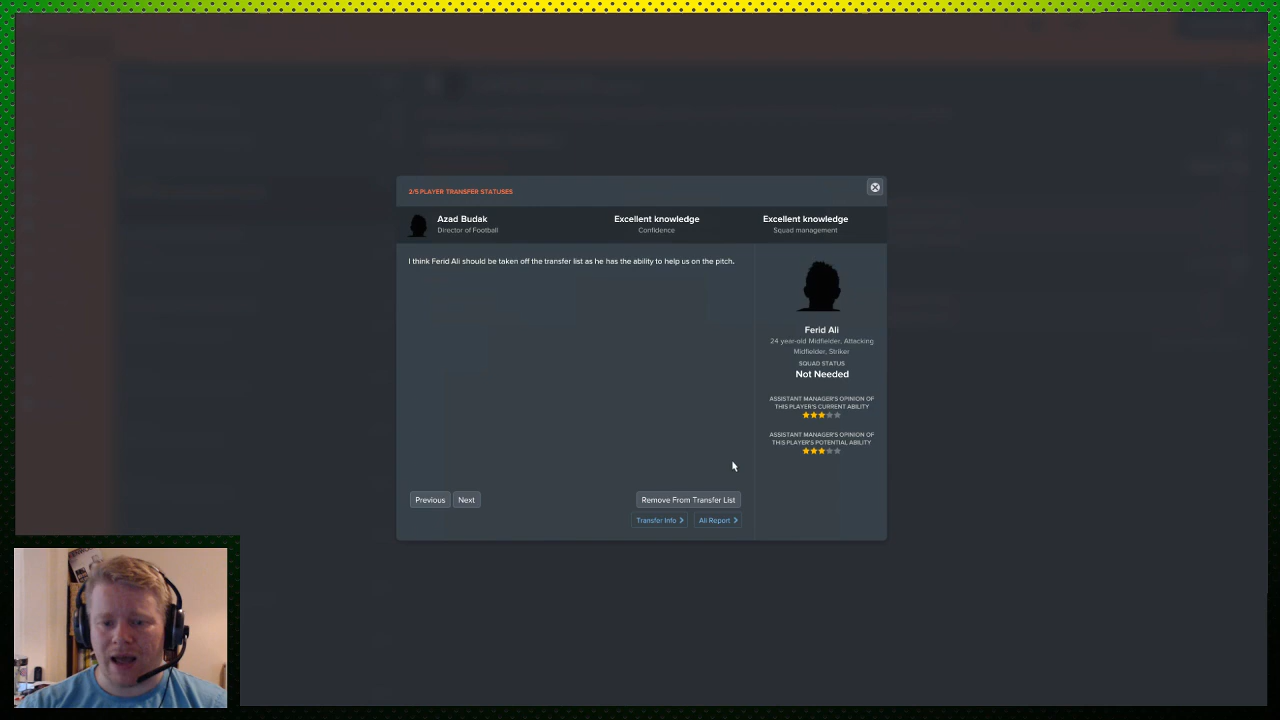 2/5 PLAYER TRANSFER STATUSES
Azad Budak
Director of Football
Excellent knowledge
Confidence
Excellent knowledge
Squad management
I think Ferid Ali should be taken off the transfer list as he has the ability to help us on the pitch.
Ferid Ali
24 year-old Midfielder, Attacking
Midfielder, Striker
SQUAD STATUS
Not Needed
ASSISTANT MANAGER'S OPINION OF
THIS PLAYER'S CURRENT ABILITY
ASSISTANT MANAGER'S OPINION OF
THIS PLAYER'S POTENTIAL ABILITY
Previous
Next
Remove From Transfer List
Transfer Info
Ali Report